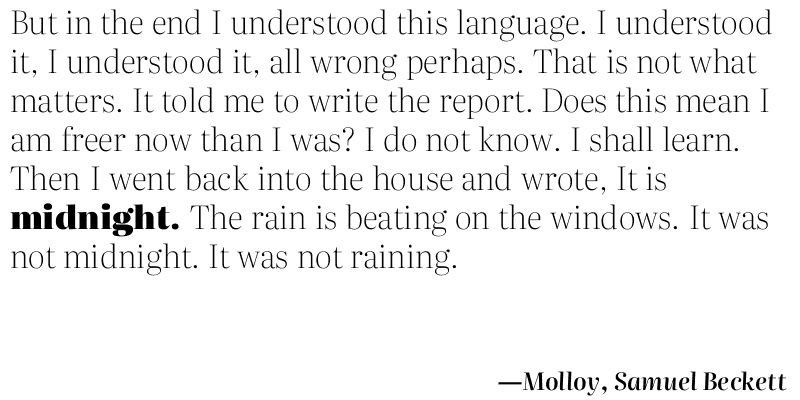 But in the end I understood this language. I understood
it, I understood it, all wrong perhaps. That is not what
matters. It told me to write the report. Does this mean I
am freer now than I was? I do not know. I shall learn.
Then I went back into the house and wrote, It is
midnight. The rain is beating on the windows. It was
not midnight. It was not raining.
—Molloy, Samuel Beckett